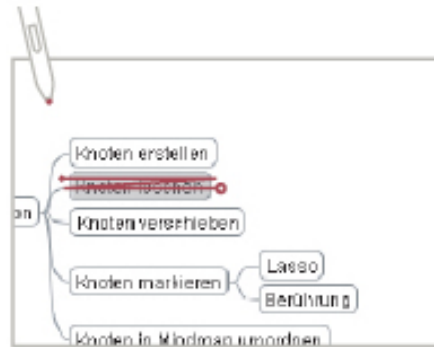 Knoten erstellen
Knoten löschen
on
Knoten verschieben
Knoten markieren
Lasso
Berührung
Knoten in Mindmap umordnen